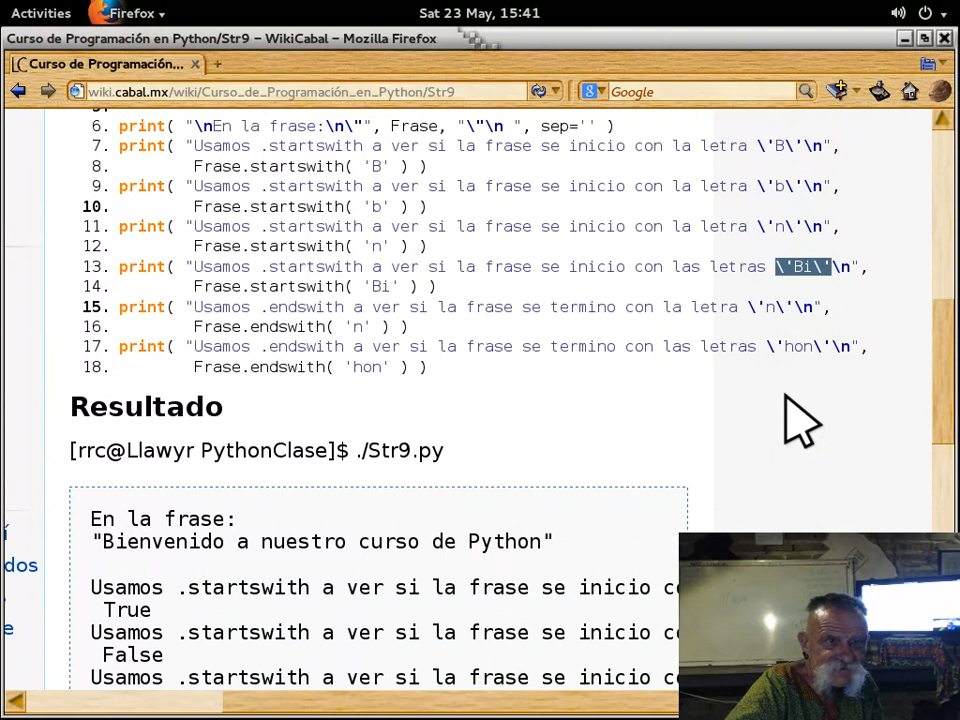 Activities Firefox Sat 23 May, 15:41
Curso de Programación en Python/Str9 – WikiCabal – Mozilla Firefox
Curso de Programación...
wiki.cabal.mx/wiki/Curso_de_Programación_en_Python/Str9 Google
6. print( "\nEn la frase:\n\"", Frase, "\"\n ", sep='' )
7. print( "Usamos .startswith a ver si la frase se inicio con la letra \'B\'\n",
8. Frase.startswith( 'B' ) )
9. print( "Usamos .startswith a ver si la frase se inicio con la letra \'b\'\n",
10. Frase.startswith( 'b' ) )
11. print( "Usamos .startswith a ver si la frase se inicio con la letra \'n\'\n",
12. Frase.startswith( 'n' ) )
13. print( "Usamos .startswith a ver si la frase se inicio con las letras \'Bi\'\n",
14. Frase.startswith( 'Bi' ) )
15. print( "Usamos .endswith a ver si la frase se termino con la letra \'n\'\n",
16. Frase.endswith( 'n' ) )
17. print( "Usamos .endswith a ver si la frase se termino con las letras \'hon\'\n",
18. Frase.endswith( 'hon' ) )
Resultado
[rrc@Llawyr PythonClase]$ ./Str9.py
En la frase:
"Bienvenido a nuestro curso de Python"
í
dos
Usamos .startswith a ver si la frase se inicio c
True
e
Usamos .startswith a ver si la frase se inicio c
False
Usamos .startswith a ver si la frase se inicio c